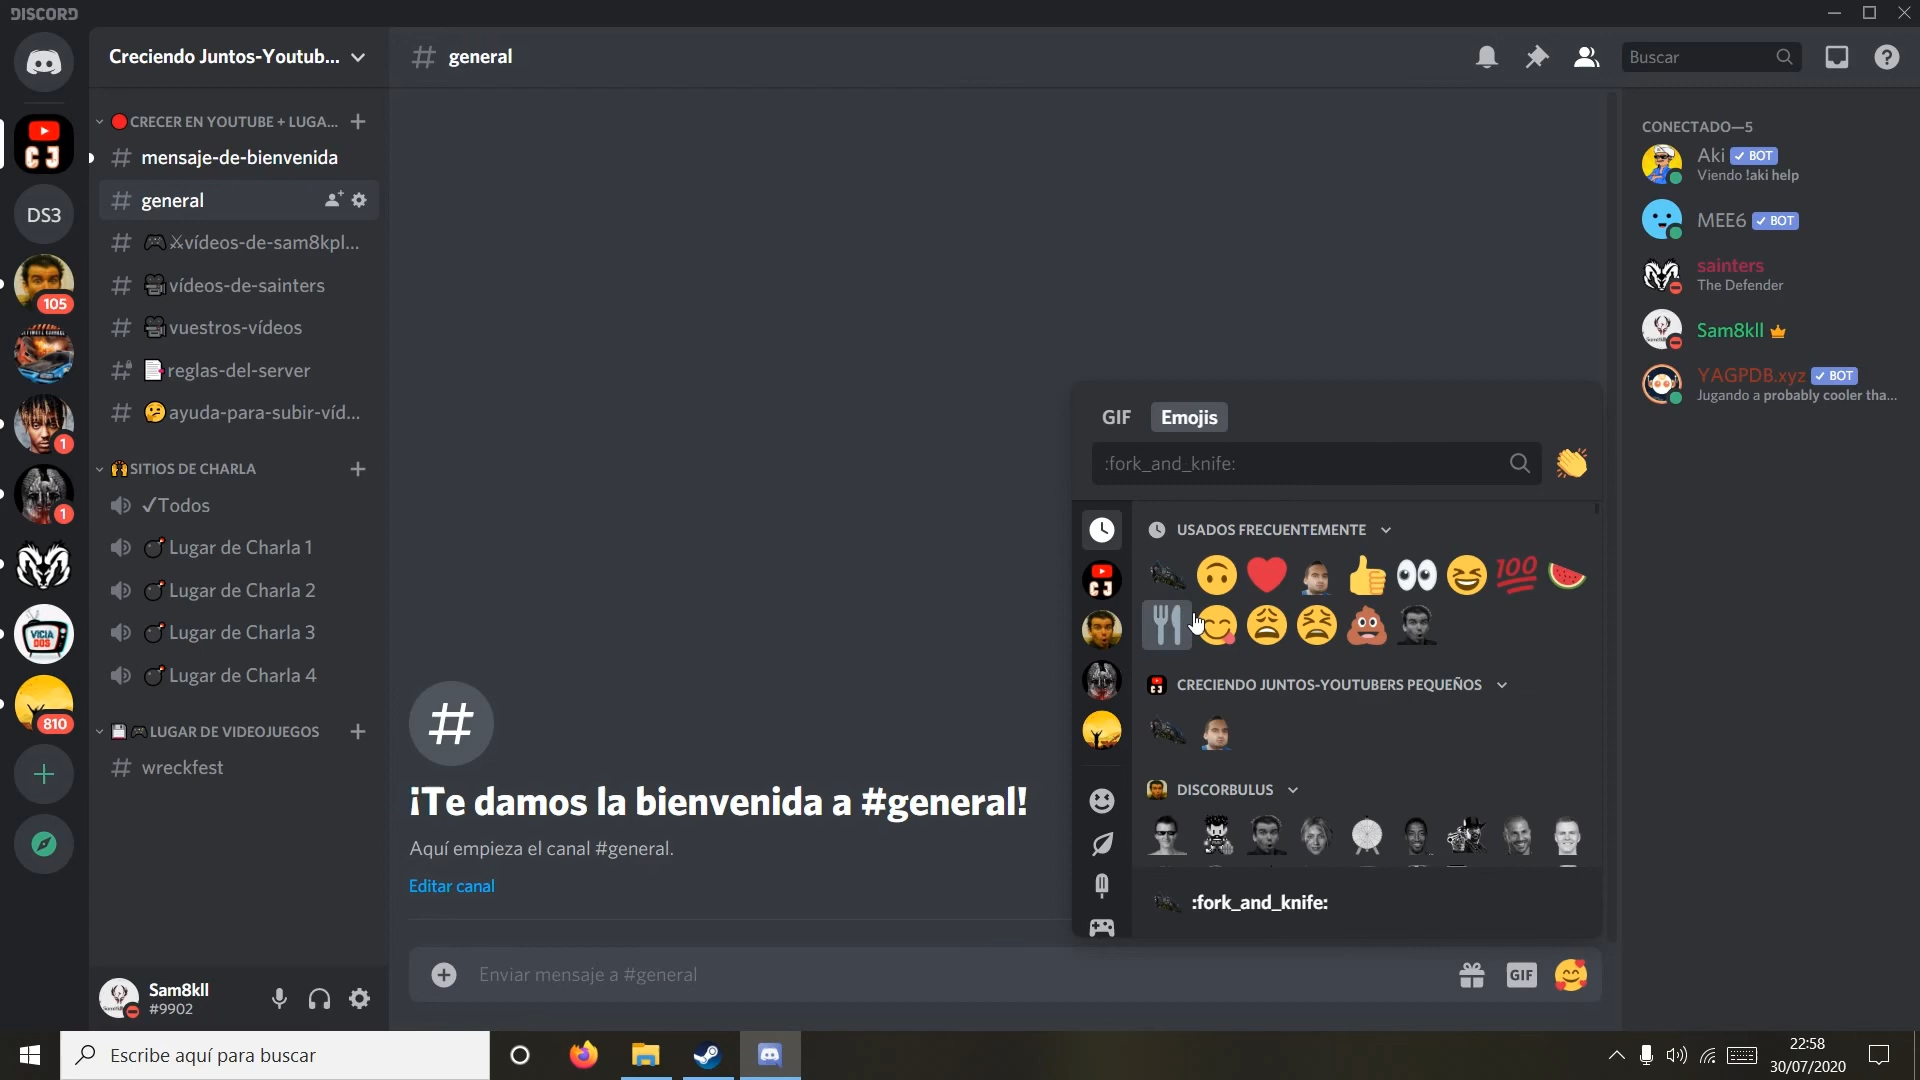 DISCORD
Creciendo Juntos-Youtub...
general
Buscar
CRECER EN YOUTUBE + LUGA...
mensaje-de-bienvenida
general
vídeos-de-sam8kpl...
vídeos-de-sainters
vuestros-vídeos
reglas-del-server
ayuda-para-subir-víd...
SITIOS DE CHARLA
✓Todos
Lugar de Charla 1
Lugar de Charla 2
Lugar de Charla 3
Lugar de Charla 4
LUGAR DE VIDEOJUEGOS
wreckfest
CJ
DS3
105
1
1
VICIADOS
810
¡Te damos la bienvenida a #general!
Aquí empieza el canal #general.
Editar canal
Enviar mensaje a #general
GIF
GIF
Emojis
:fork_and_knife:
USADOS FRECUENTEMENTE
100
CRECIENDO JUNTOS-YOUTUBERS PEQUEÑOS
DISCORBULUS
:fork_and_knife:
CONECTADO—5
Aki ✓ BOT
Viendo !aki help
MEE6 ✓ BOT
sainters
The Defender
Sam8kll
YAGPDB.xyz ✓ BOT
Jugando a probably cooler tha...
Sam8kll
#9902
Escribe aquí para buscar
22:58
30/07/2020